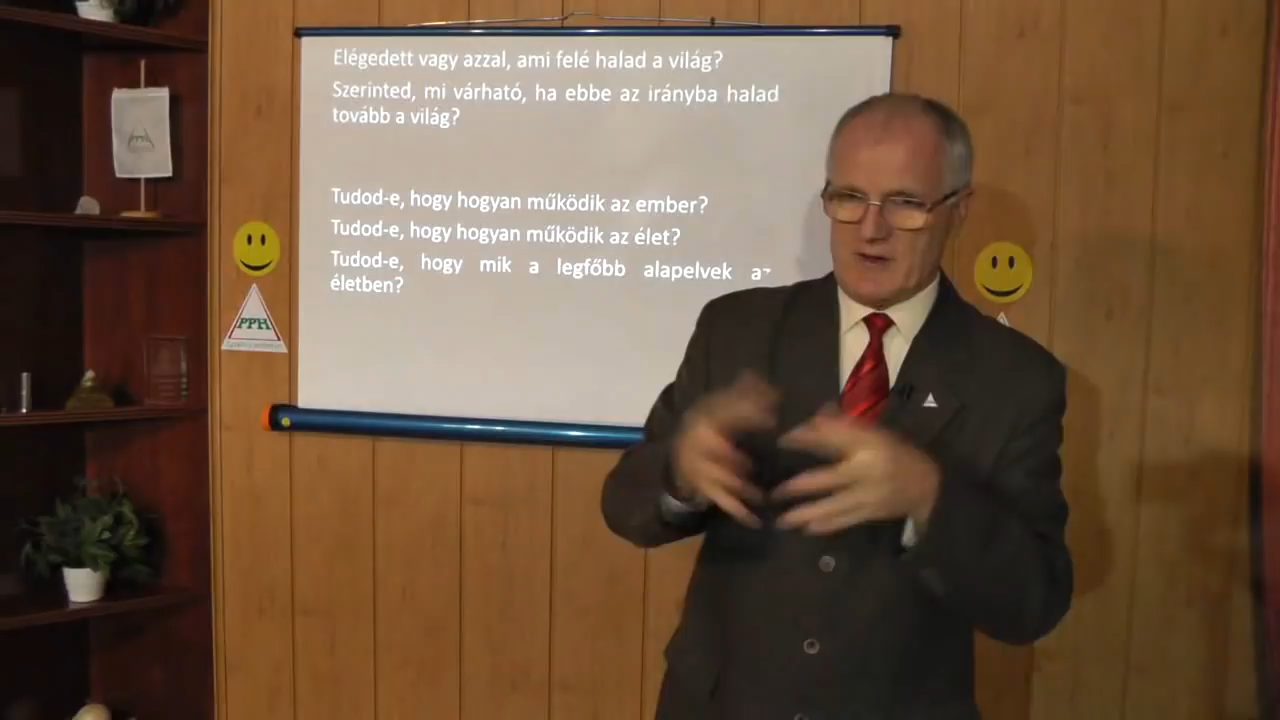 Elégedett vagy azzal, ami felé halad a világ?
Szerinted, mi várható, ha ebbe az irányba halad
tovább a világ?
Tudod-e, hogy hogyan működik az ember?
Tudod-e, hogy hogyan működik az élet?
Tudod-e, hogy mik a legfőbb alapelvek az
életben?
PPH